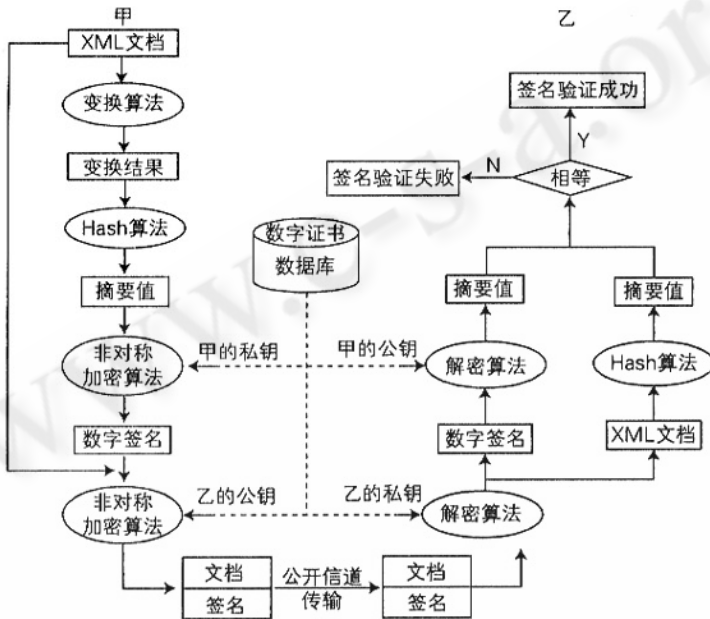 甲
XML文档
变换算法
变换结果
Hash算法
摘要值
非对称
加密算法
数字签名
非对称
加密算法
文档
签名
公开信道
传输
文档
签名
数字证书
数据库
甲的私钥
甲的公钥
乙的公钥
乙的私钥
乙
签名验证成功
Y
N
签名验证失败
相等
摘要值
摘要值
解密算法
Hash算法
数字签名
XML文档
解密算法
www.c-s-a.or